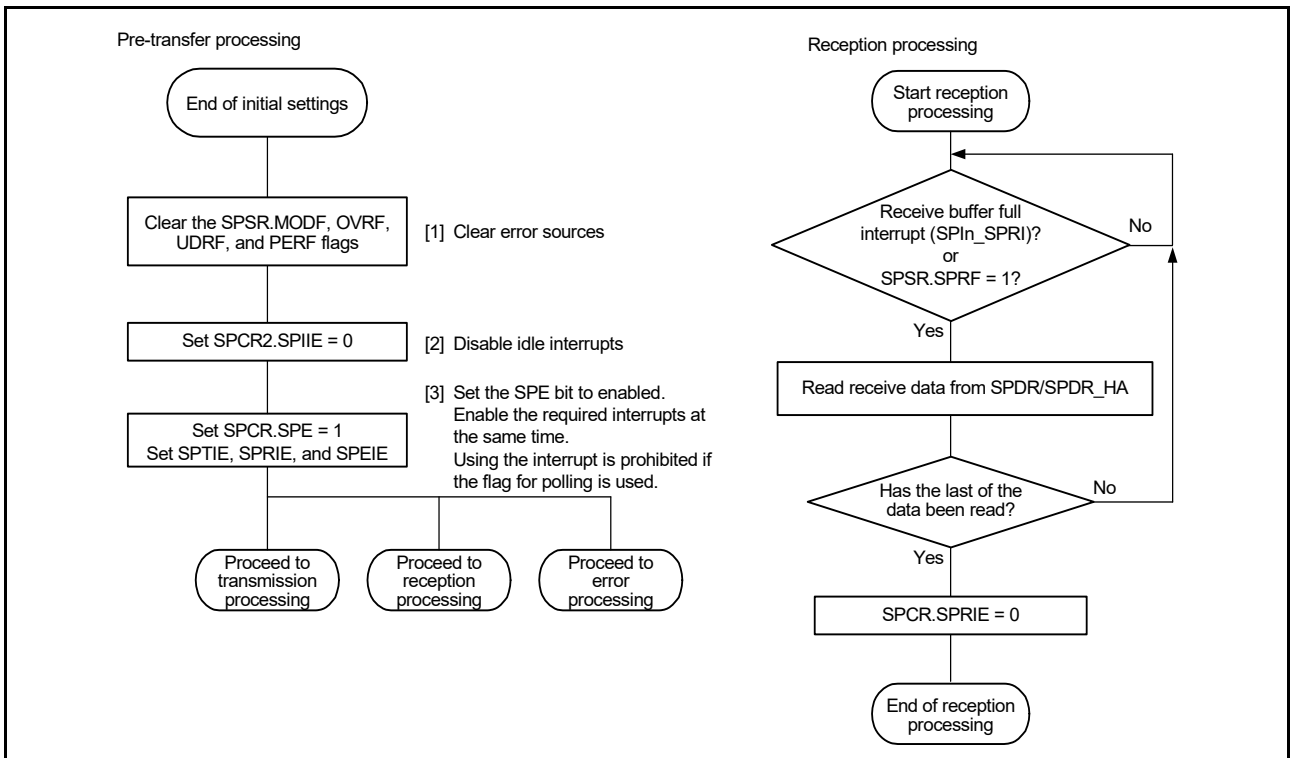 Pre-transfer processing
End of initial settings
Clear the SPSR.MODF, OVRF,
UDRF, and PERF flags
[1] Clear error sources
Set SPCR2.SPIIE = 0
[2] Disable idle interrupts
Set SPCR.SPE = 1
Set SPTIE, SPRIE, and SPEIE
[3] Set the SPE bit to enabled.
Enable the required interrupts at
the same time.
Using the interrupt is prohibited if
the flag for polling is used.
Proceed to
transmission
processing
Proceed to
reception
processing
Proceed to
error
processing
Reception processing
Start reception
processing
Receive buffer full
interrupt (SPIn_SPRI)?
or
SPSR.SPRF = 1?
No
Yes
Read receive data from SPDR/SPDR_HA
Has the last of the
data been read?
No
Yes
SPCR.SPRIE = 0
End of reception
processing